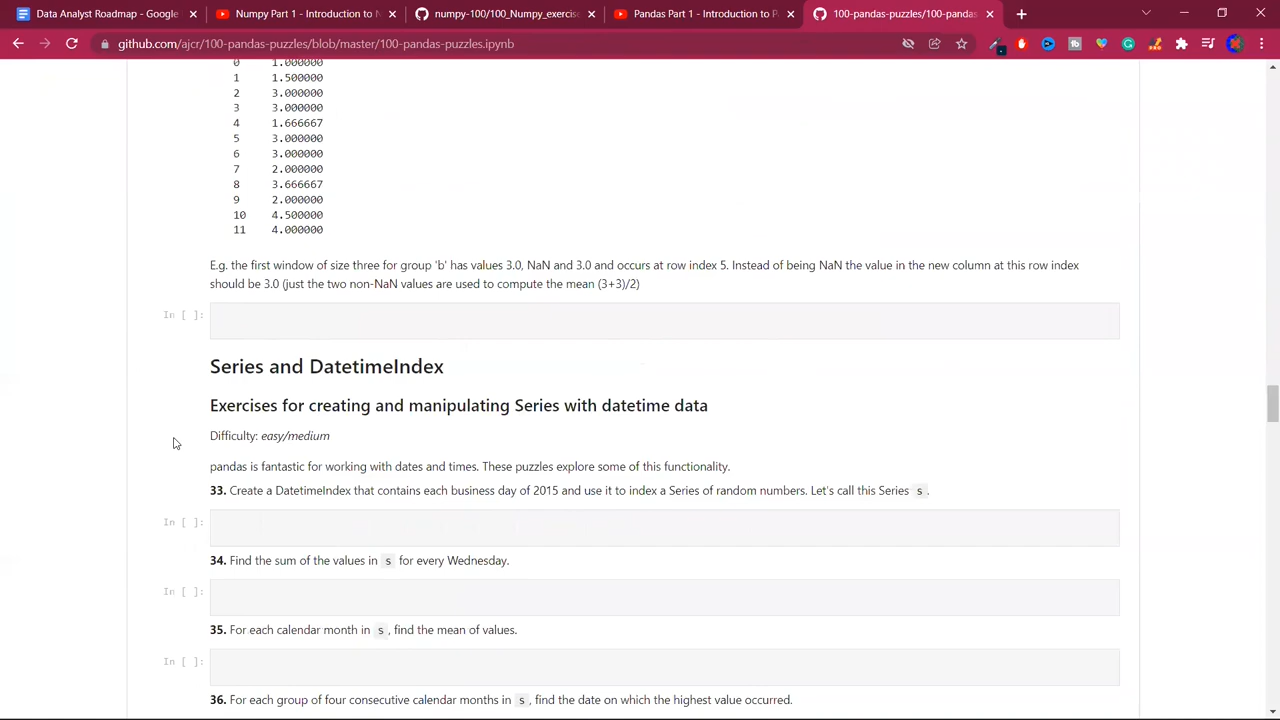 Data Analyst Roadmap - Google
Numpy Part 1 - Introduction to N
numpy-100/100_Numpy_exercise
Pandas Part 1 - Introduction to P
100-pandas-puzzles/100-pandas
github.com/ajcr/100-pandas-puzzles/blob/master/100-pandas-puzzles.ipynb
0 1.000000
1 1.500000
2 3.000000
3 3.000000
4 1.666667
5 3.000000
6 3.000000
7 2.000000
8 3.666667
9 2.000000
10 4.500000
11 4.000000
E.g. the first window of size three for group 'b' has values 3.0, NaN and 3.0 and occurs at row index 5. Instead of being NaN the value in the new column at this row index
should be 3.0 (just the two non-NaN values are used to compute the mean (3+3)/2)
In [ ]:
Series and DatetimeIndex
Exercises for creating and manipulating Series with datetime data
Difficulty: easy/medium
pandas is fantastic for working with dates and times. These puzzles explore some of this functionality.
33. Create a DatetimeIndex that contains each business day of 2015 and use it to index a Series of random numbers. Let's call this Series s.
In [ ]:
34. Find the sum of the values in s for every Wednesday.
In [ ]:
35. For each calendar month in s, find the mean of values.
In [ ]:
36. For each group of four consecutive calendar months in s, find the date on which the highest value occurred.